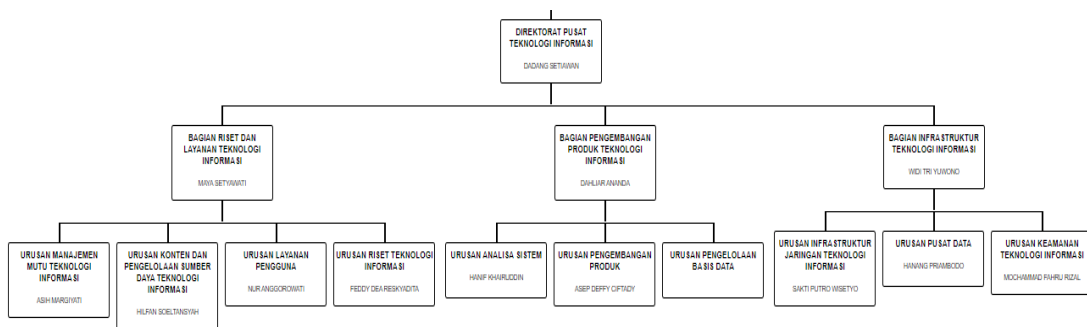 DIREKTORAT PUSAT
TEKNOLOGI INFORMASI
DADANG SETIAWAN
BAGIAN RISET DAN
LAYANAN TEKNOLOGI
INFORMASI
MAYA SETYAWATI
BAGIAN PENGEMBANGAN
PRODUK TEKNOLOGI
INFORMASI
DAHLIAR ANANDA
BAGIAN INFRASTRUKTUR
TEKNOLOGI INFORMASI
WIDI TRI YUWONO
URUSAN MANAJEMEN
MUTU TEKNOLOGI
INFORMASI
ASIH MARGIYATI
URUSAN KONTEN DAN
PENGELOLAAN SUMBER
DAYA TEKNOLOGI
INFORMASI
HILFAN SOELTANSYAH
URUSAN LAYANAN
PENGGUNA
NUR ANGGOROWATI
URUSAN RISET TEKNOLOGI
INFORMASI
FEDDY DEA RESKYADITA
URUSAN ANALISA SISTEM
HANIF KHAIRUDDIN
URUSAN PENGEMBANGAN
PRODUK
ASEP DEFFY CIFTADY
URUSAN PENGELOLAAN
BASIS DATA
URUSAN INFRASTRUKTUR
JARINGAN TEKNOLOGI
INFORMASI
SAKTI PUTRO WISETYO
URUSAN PUSAT DATA
HANANG PRIAMBODO
URUSAN KEAMANAN
TEKNOLOGI INFORMASI
MOCHAMMAD FAHRU RIZAL